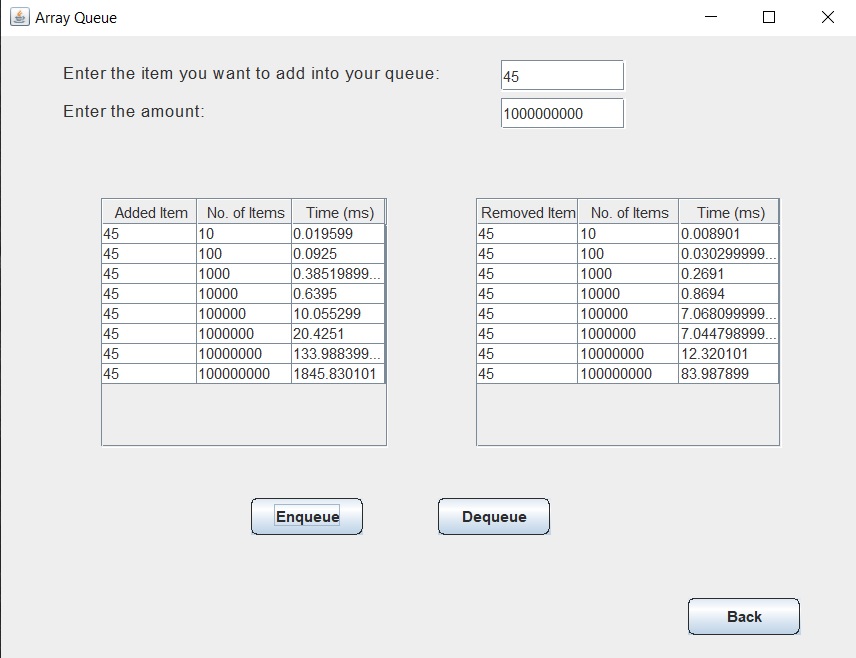 Array Queue
Enter the item you want to add into your queue: 45
Enter the amount: 1000000000
Added Item No. of Items Time (ms)
45 10 0.019599
45 100 0.0925
45 1000 0.38519899...
45 10000 0.6395
45 100000 10.055299
45 1000000 20.4251
45 10000000 133.988399...
45 100000000 1845.830101
Removed Item No. of Items Time (ms)
45 10 0.008901
45 100 0.030299999...
45 1000 0.2691
45 10000 0.8694
45 100000 7.068099999...
45 1000000 7.044798999...
45 10000000 12.320101
45 100000000 83.987899
Enqueue Dequeue
Back